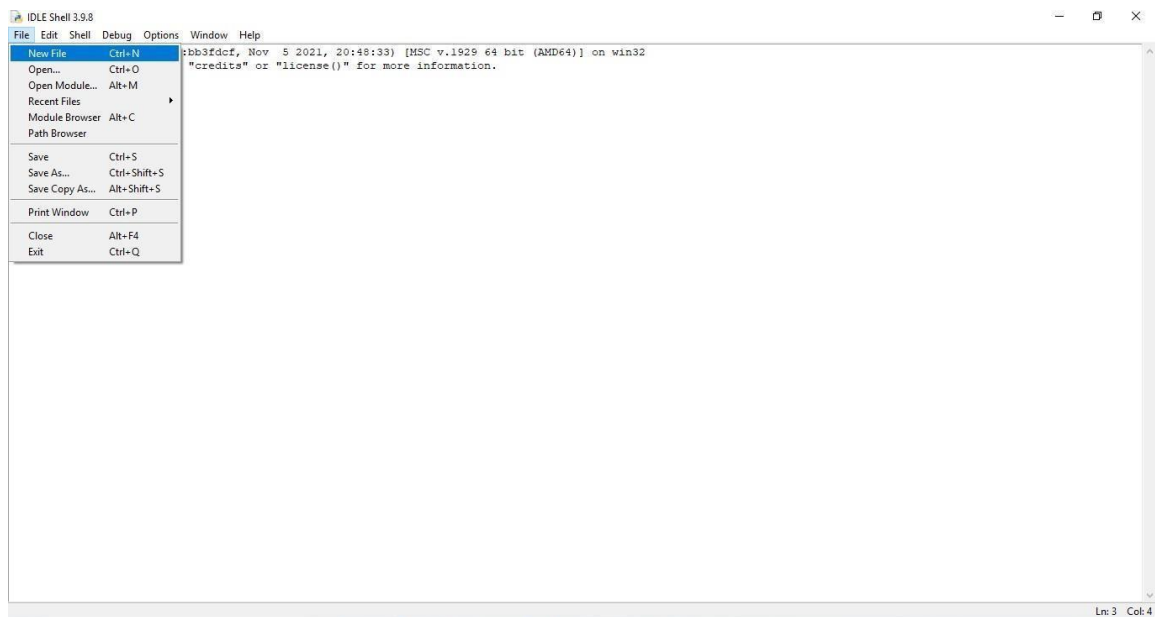 IDLE Shell 3.9.8
File Edit Shell Debug Options Window Help
New File Ctrl+N
Open... Ctrl+O
Open Module... Alt+M
Recent Files
Module Browser Alt+C
Path Browser
Save Ctrl+S
Save As... Ctrl+Shift+S
Save Copy As... Alt+Shift+S
Print Window Ctrl+P
Close Alt+F4
Exit Ctrl+Q
:bb3fdcf, Nov 5 2021, 20:48:33) [MSC v.1929 64 bit (AMD64)] on win32
"credits" or "license()" for more information.
Ln: 3 Col: 4